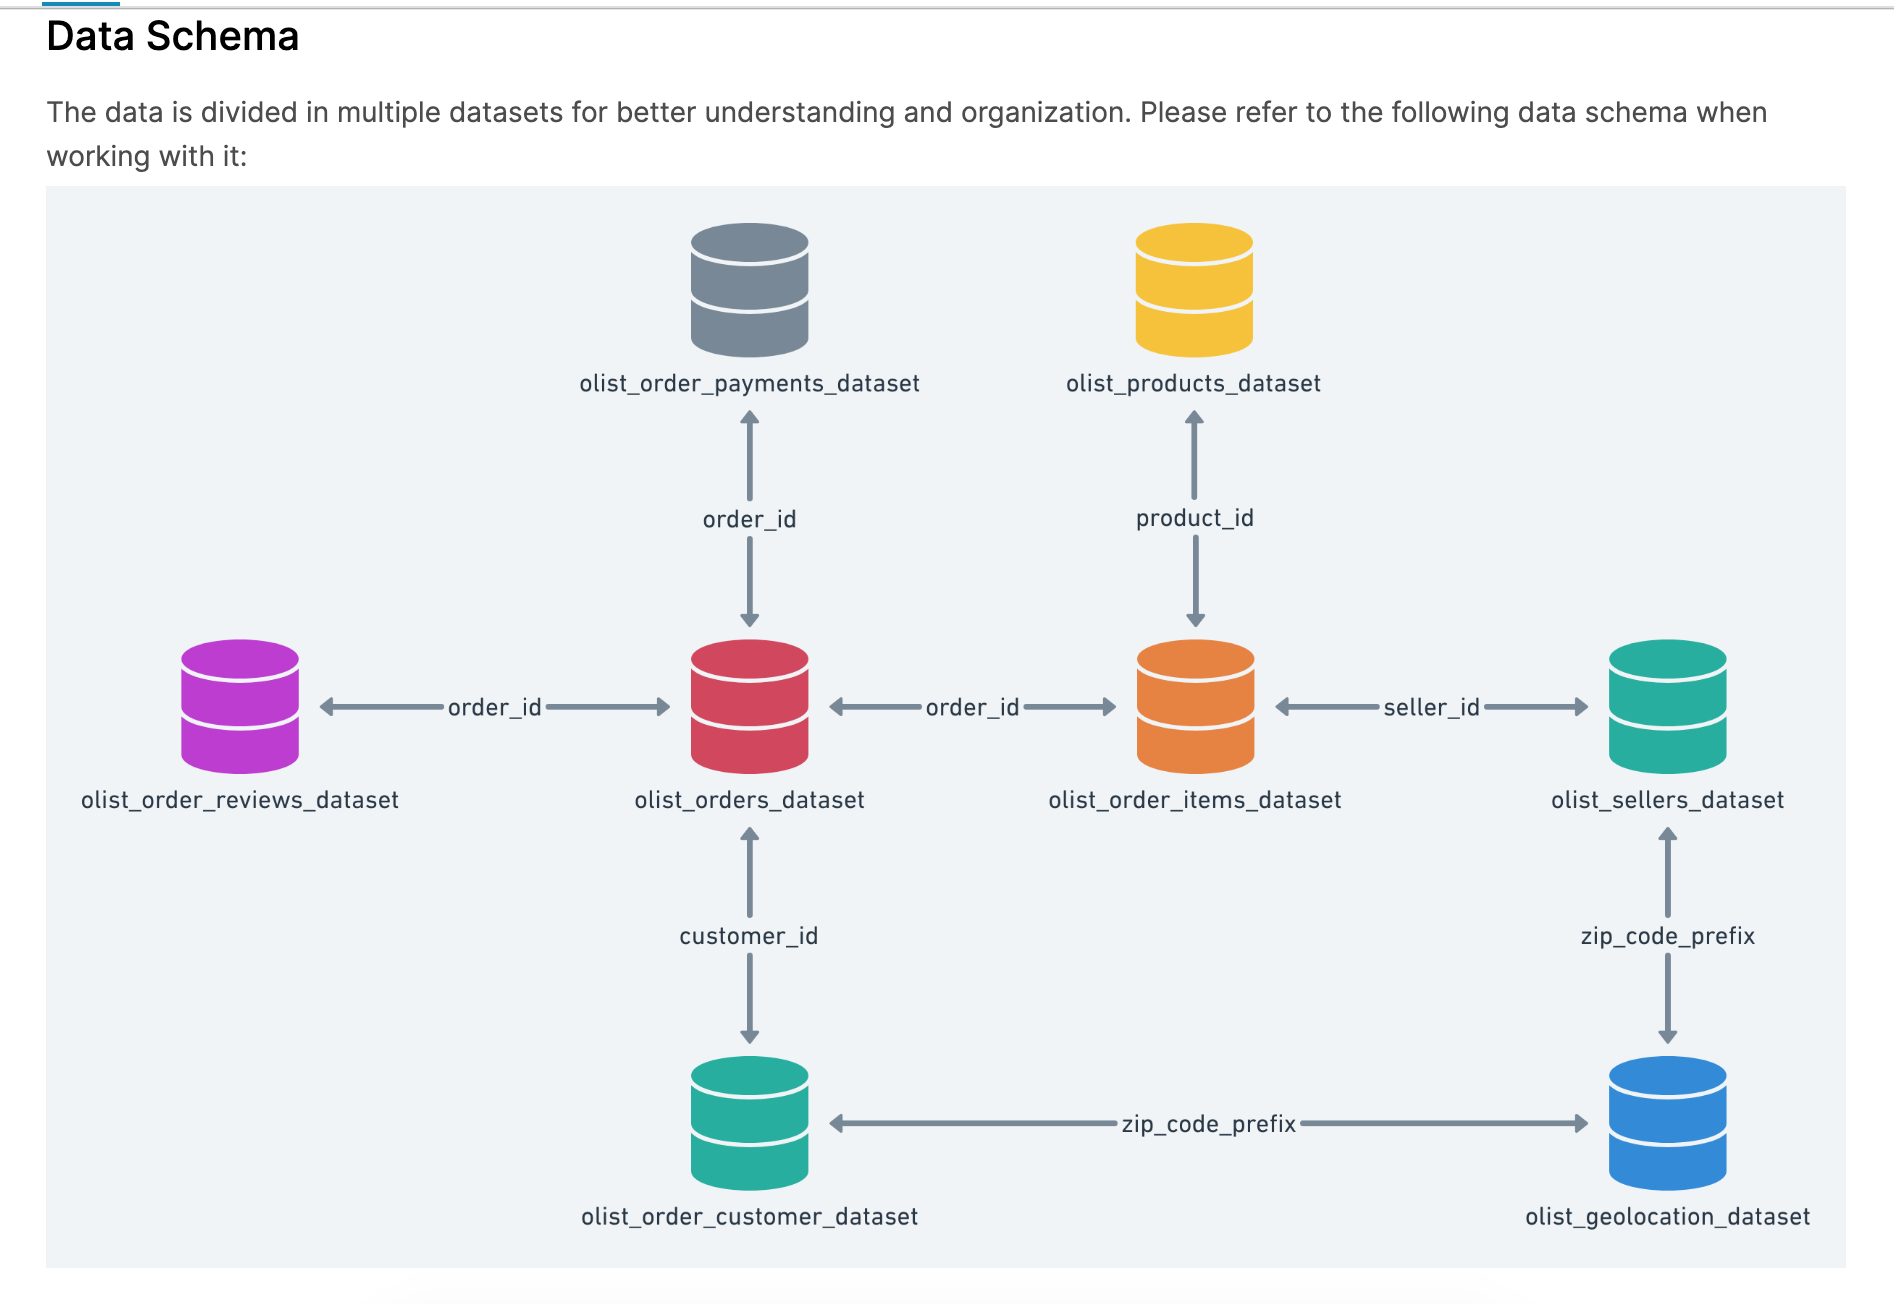 Data Schema
The data is divided in multiple datasets for better understanding and organization. Please refer to the following data schema when
working with it:
olist_order_payments_dataset
olist_products_dataset
order_id
product_id
order_id
order_id
seller_id
olist_order_reviews_dataset
olist_orders_dataset
olist_order_items_dataset
olist_sellers_dataset
customer_id
zip_code_prefix
zip_code_prefix
olist_order_customer_dataset
olist_geolocation_dataset